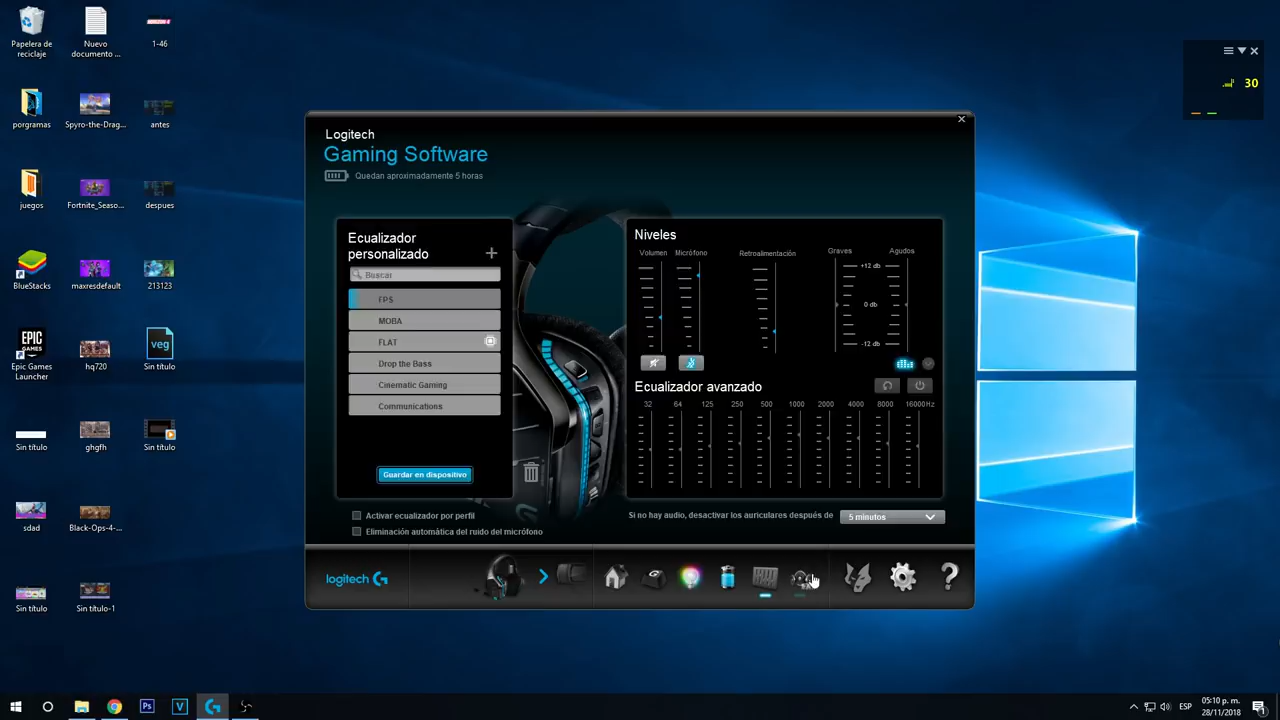 Papelera de
reciclaje
Nuevo
documento ...
1-46
porgramas
Spyro-the-Drag...
antes
juegos
Fortnite_Seaso...
despues
BlueStacks
maxresdefault
213123
Epic Games
Launcher
hq720
Sin título
Sin título
ghgfh
Sin título
sdad
Black-Ops-4-...
Sin título
Sin título-1
30
Logitech
Gaming Software
Quedan aproximadamente 5 horas
Ecualizador
personalizado
Buscar
FPS
MOBA
FLAT
Drop the Bass
Cinematic Gaming
Communications
Guardar en dispositivo
Niveles
Volumen Micrófono Retroalimentación Graves Agudos
+12 db
0 db
-12 db
Ecualizador avanzado
32 64 125 250 500 1000 2000 4000 8000 16000Hz
Activar ecualizador por perfil
Eliminación automática del ruido del micrófono
Si no hay audio, desactivar los auriculares después de
5 minutos
logitech G
EPIC
GAMES
veg
Ps
V
ESP
05:10 p. m.
28/11/2018
1